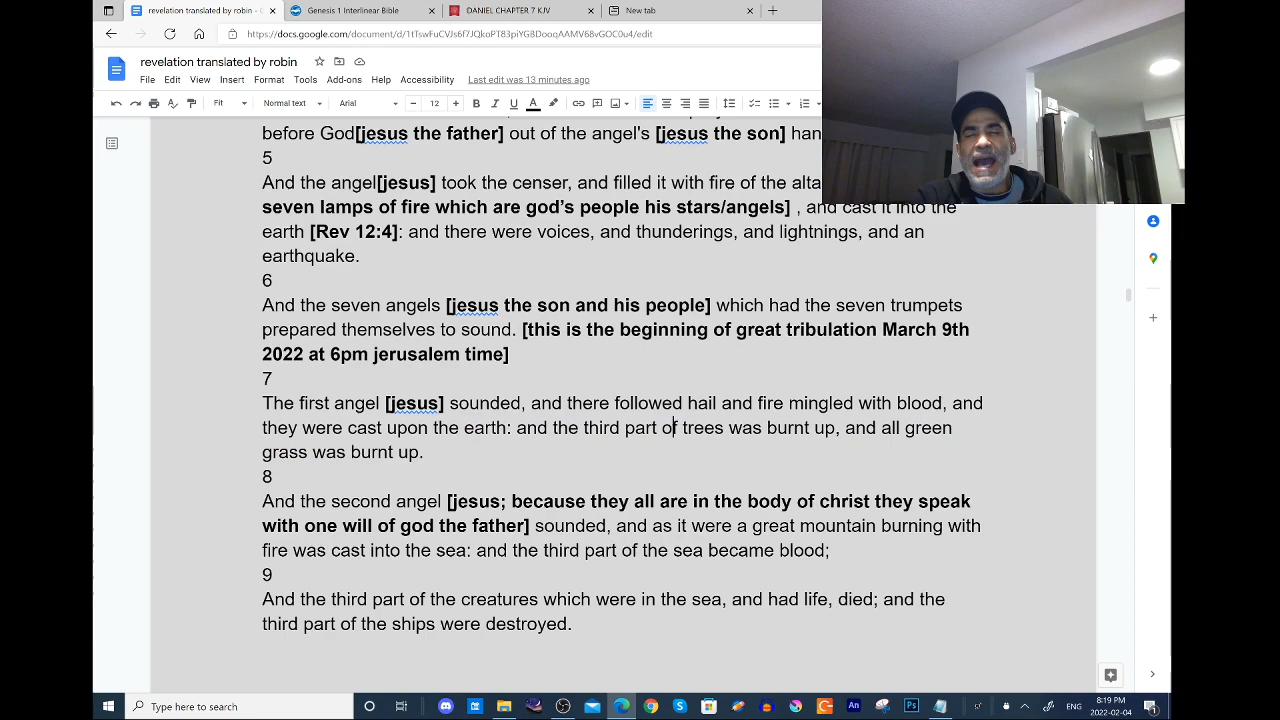 revelation translated by robin
Genesis 1 Interlinear Bible
DANIEL CHAPTER 7 KJV
New tab
https://docs.google.com/document/d/1tTswFuCVJs6f7JQkoPT83piYGBDooqAAMV68vGOC0u4/edit
revelation translated by robin
File Edit View Insert Format Tools Add-ons Help Accessibility Last edit was 13 minutes ago
Fit Normal text Arial 12 B I U A
before God[jesus the father] out of the angel's [jesus the son]
5
And the angel[jesus] took the censer, and filled it with fire of the
seven lamps of fire which are god's people his stars/angels] , and cast it into the
earth [Rev 12:4]: and there were voices, and thunderings, and lightnings, and an
earthquake.
6
And the seven angels [jesus the son and his people] which had the seven trumpets
prepared themselves to sound. [this is the beginning of great tribulation March 9th
2022 at 6pm jerusalem time]
7
The first angel [jesus] sounded, and there followed hail and fire mingled with blood, and
they were cast upon the earth: and the third part of trees was burnt up, and all green
grass was burnt up.
8
And the second angel [jesus; because they all are in the body of christ they speak
with one will of god the father] sounded, and as it were a great mountain burning with
fire was cast into the sea: and the third part of the sea became blood;
9
And the third part of the creatures which were in the sea, and had life, died; and the
third part of the ships were destroyed.
Type here to search
ENG
8:19 PM
2022-02-04